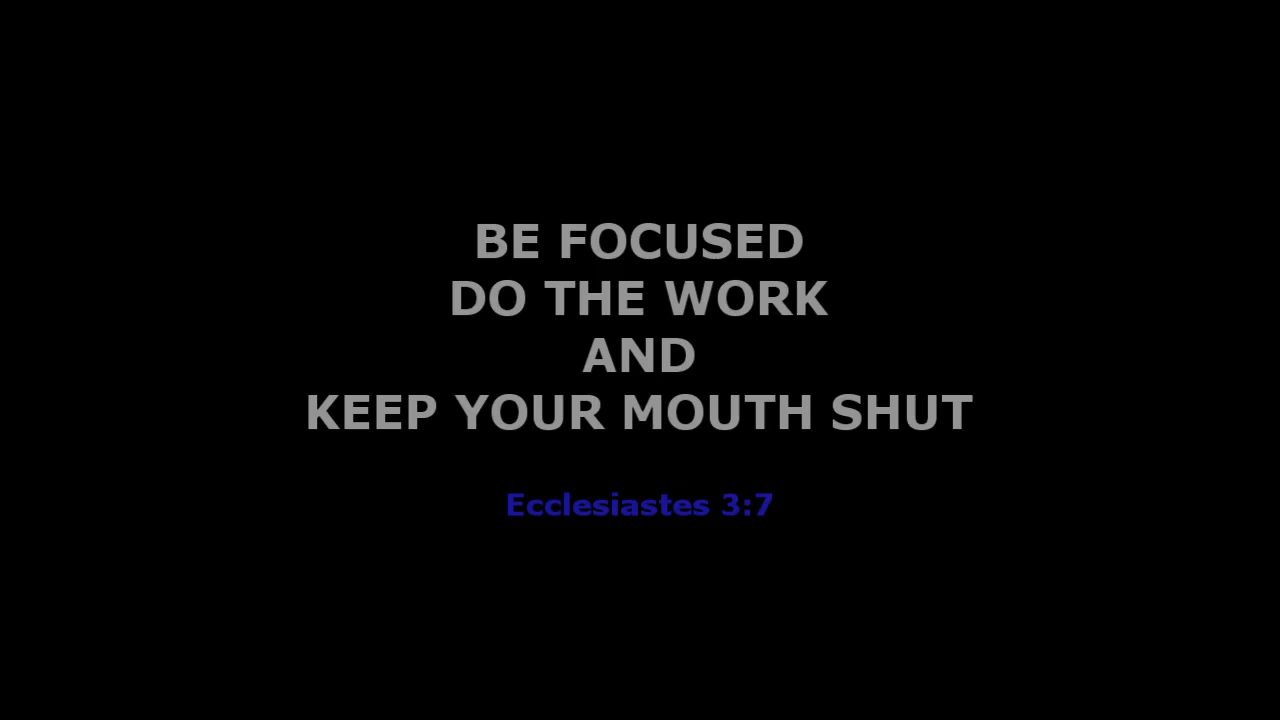 BE FOCUSED
DO THE WORK
AND
KEEP YOUR MOUTH SHUT
Ecclesiastes 3:7